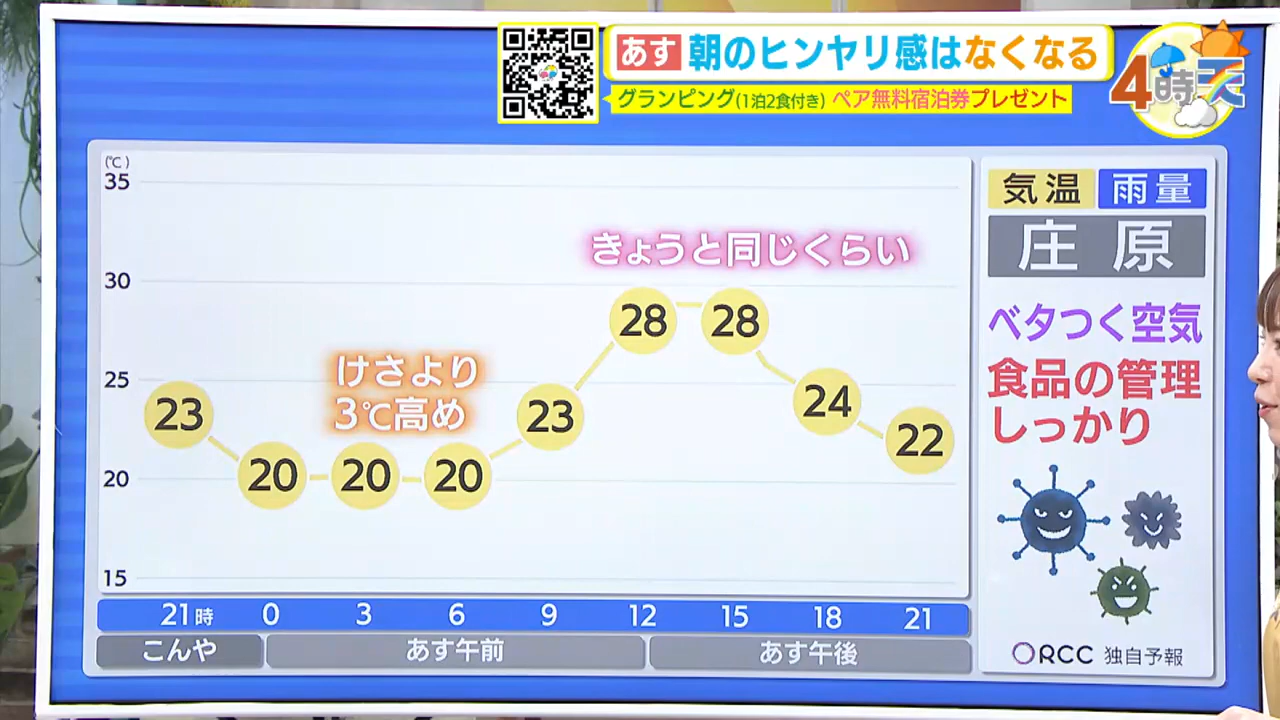 あす 朝のヒンヤリ感はなくなる
グランピング(1泊2食付き) ペア無料宿泊券プレゼント
4時天
(℃)
35
30
25
20
15
きょうと同じくらい
けさより
3℃高め
23
20
20
20
23
28
28
24
22
21時 0 3 6 9 12 15 18 21
こんや あす午前 あす午後
気温 雨量
庄原
ベタつく空気
食品の管理
しっかり
RCC 独自予報